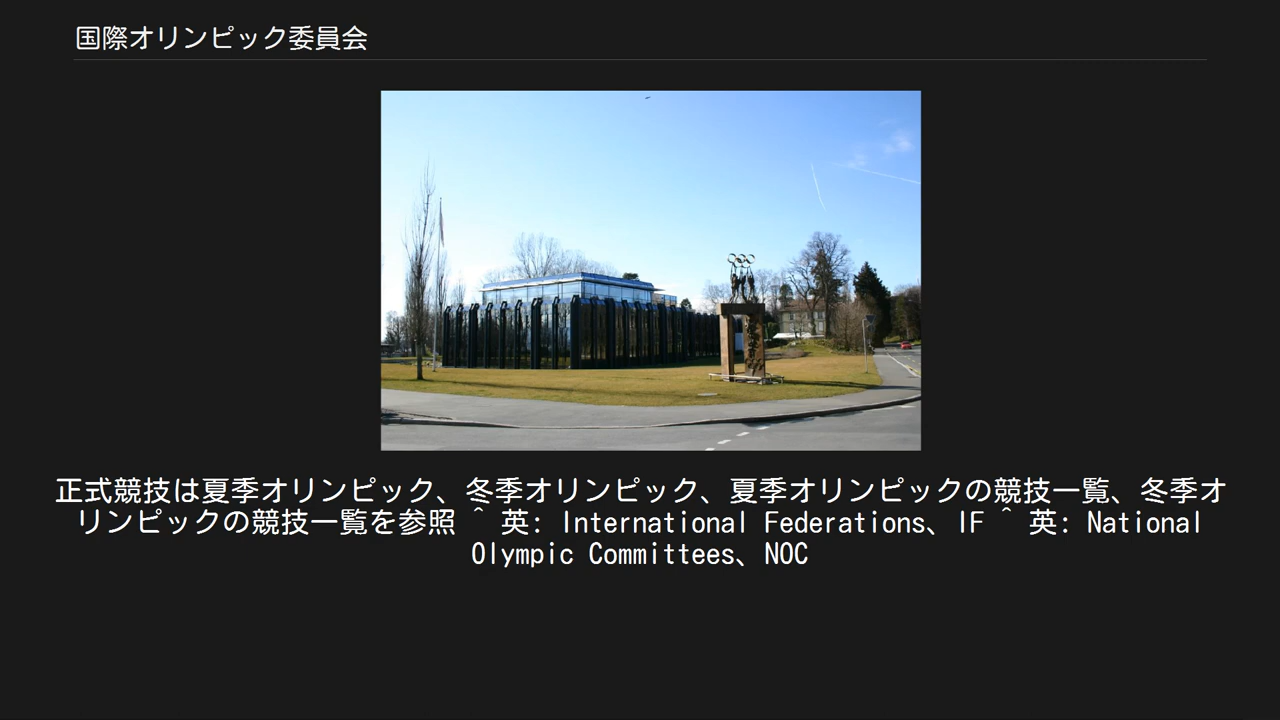 国際オリンピック委員会
正式競技は夏季オリンピック、冬季オリンピック、夏季オリンピックの競技一覧、冬季オ
リンピックの競技一覧を参照 ^ 英: International Federations、IF ^ 英: National
Olympic Committees、NOC